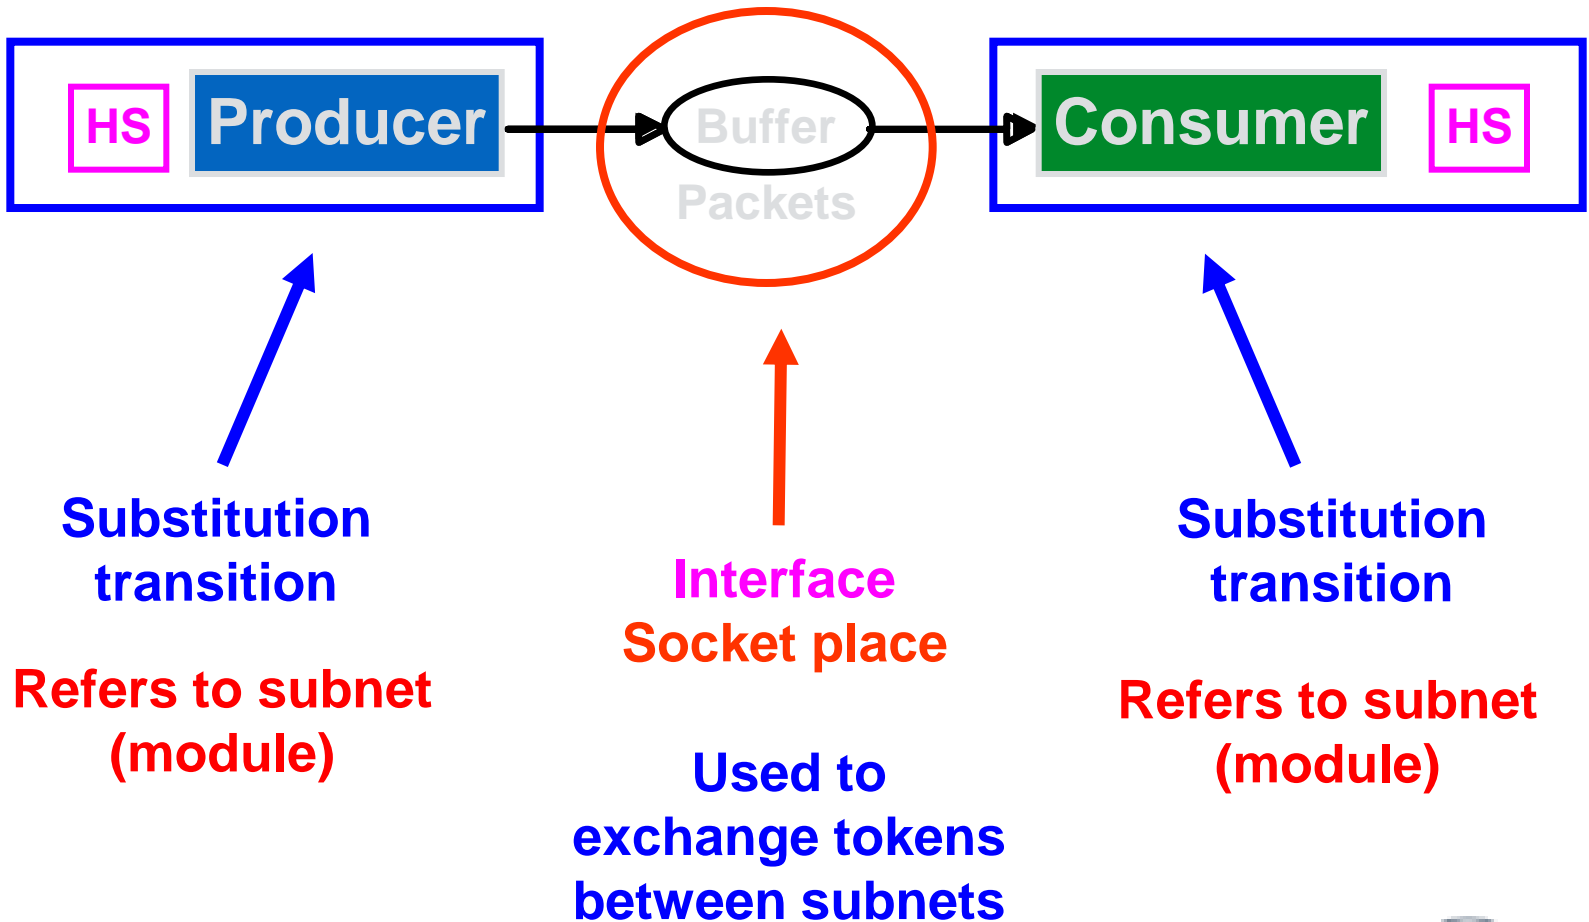 HS
Producer
Buffer
Packets
Consumer
HS
Substitution
transition
Refers to subnet
(module)
Interface
Socket place
Used to
exchange tokens
between subnets
Substitution
transition
Refers to subnet
(module)